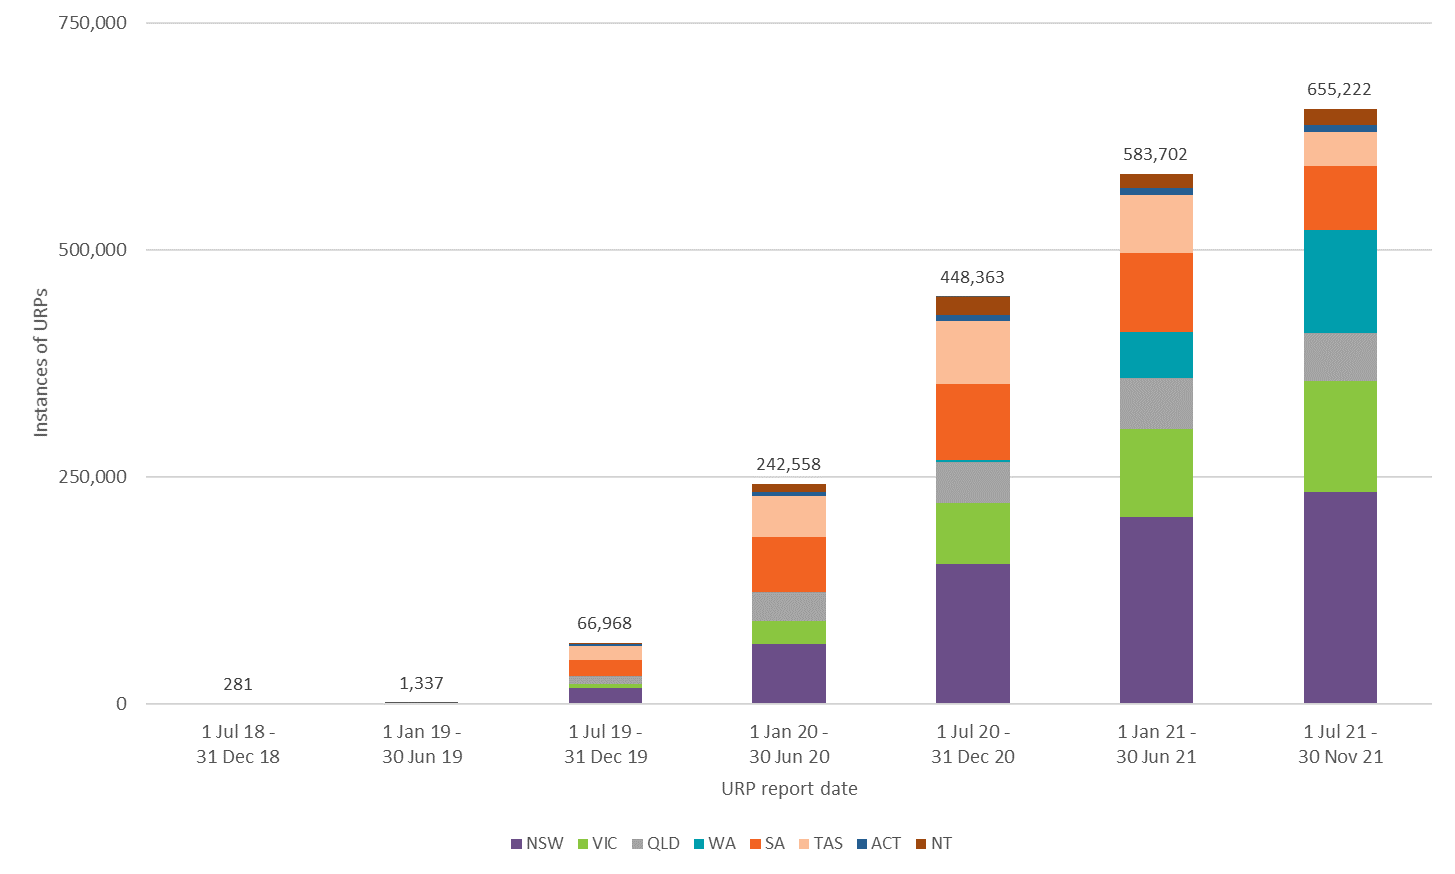 750,000
655,222
583,702
500,000
448,363
Instances of URPs
242,558
250,000
66,968
281
1,337
0
1 Jul 18 -
31 Dec 18
1 Jan 19 -
30 Jun 19
1 Jul 19 -
31 Dec 19
1 Jan 20 -
30 Jun 20
1 Jul 20 -
31 Dec 20
1 Jan 21 -
30 Jun 21
1 Jul 21 -
30 Nov 21
URP report date
NSW VIC QLD WA SA TAS ACT NT